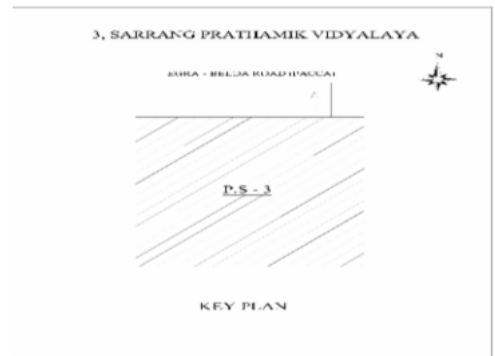 3, SARRANG PRATHAMIK VIDYALAYA
N
EGRA - BELDA ROAD (PACCA)
P.S - 3
KEY PLAN